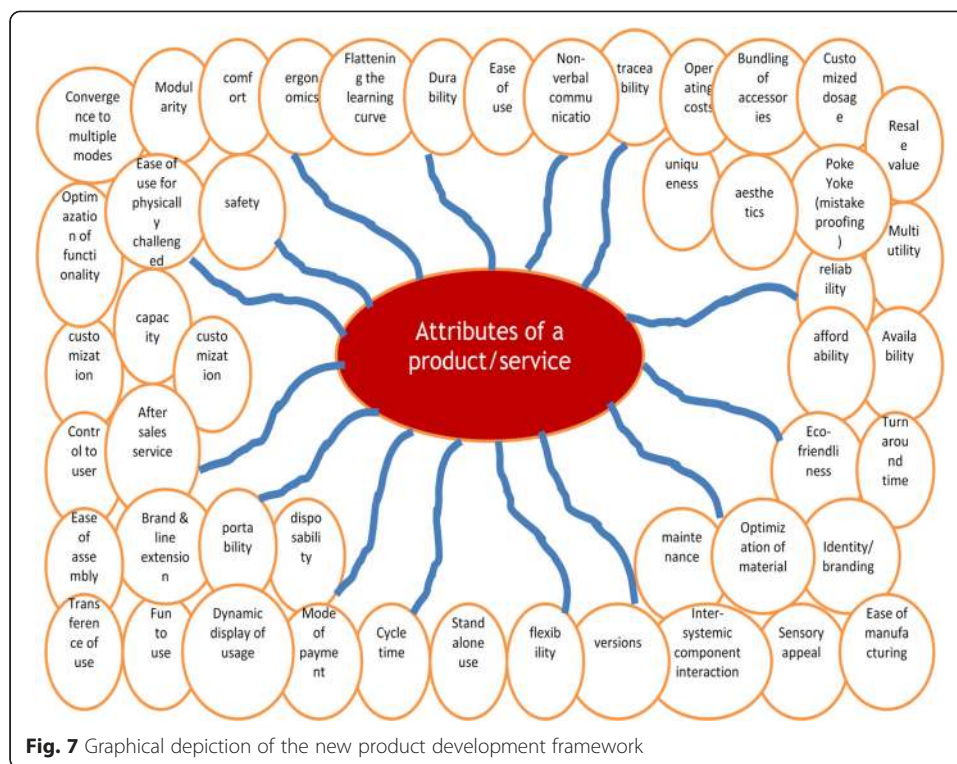 Converge
nce to
multiple
modes
Modul
arity
comf
ort
ergon
omics
Flattenin
g the
learning
curve
Dura
bility
Ease
of use
Non-
verbal
commu
nicatio
tracea
bility
Oper
ating
costs
Bundling
of
accessor
ies
Custo
mized
dosag
e
Resal
e value
Optim
azatio
n of
functi
onality
Ease of
use for
physicall
y
challeng
ed
safety
uniqu
eness
aesthe
tics
Poke
Yoke
(mistake
proofing
)
Multi
utility
reliab
ility
capac
ity
custo
mizat
ion
custo
mizat
ion
Attributes of a
product/service
afford
ability
Availa
bility
Contr
ol to
user
After
sales
service
Eco-
friendli
ness
Turn
arou
nd
time
Ease
of
asse
mbly
Brand &
line
extensio
n
porta
bility
dispo
sabili
ty
mainte
nance
Optimiz
ation of
material
Identity/
branding
Trans
feren
ce of
use
Fun
to
use
Dynamic
display of
usage
Mode
of
payme
nt
Cycle
time
Stand
alone
use
flexib
ility
versions
Inter-
systemic
component
interaction
Sensory
appeal
Ease of
manufa
cturing
Fig. 7 Graphical depiction of the new product development framework